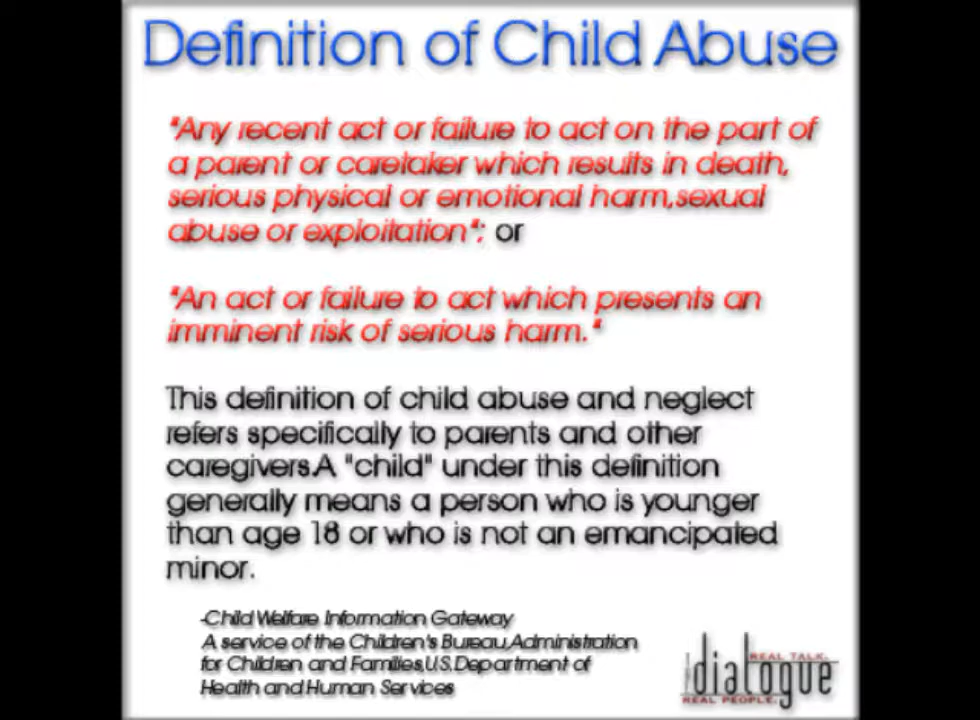 Definition of Child Abuse
"Any recent act or failure to act on the part of
a parent or caretaker which results in death,
serious physical or emotional harm,sexual
abuse or exploitation"; or
"An act or failure to act which presents an
imminent risk of serious harm."
This definition of child abuse and neglect
refers specifically to parents and other
caregivers.A "child" under this definition
generally means a person who is younger
than age 18 or who is not an emancipated
minor.
-Child Welfare Information Gateway
A service of the Children's Bureau,Administration
for Children and Families,U.S.Department of
Health and Human Services
REAL TALK.
dialogue
REAL PEOPLE.